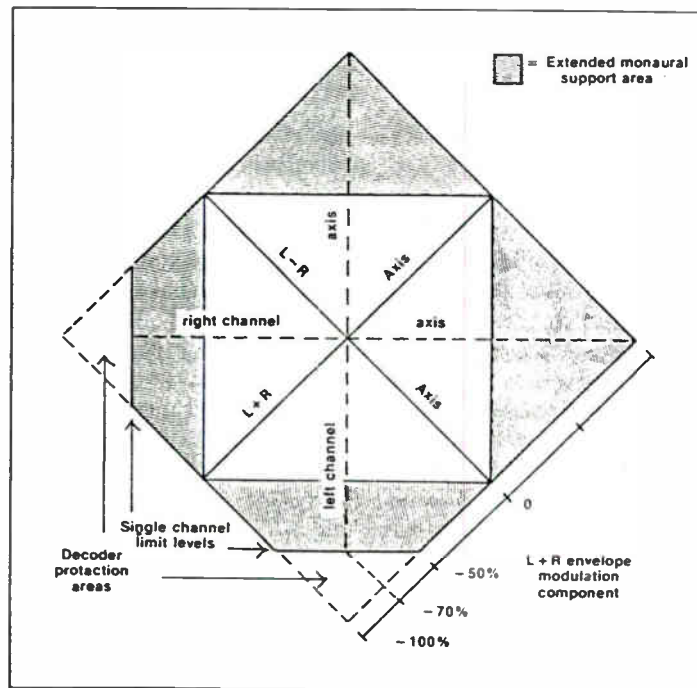 = Extended monaural
support area
axis
L–R
Axis
right channel
axis
L+R
Axis
left channel
0
Single channel
limit levels
Decoder
protaction
areas
L + R envelope
modulation
component
–50%
–70%
–100%